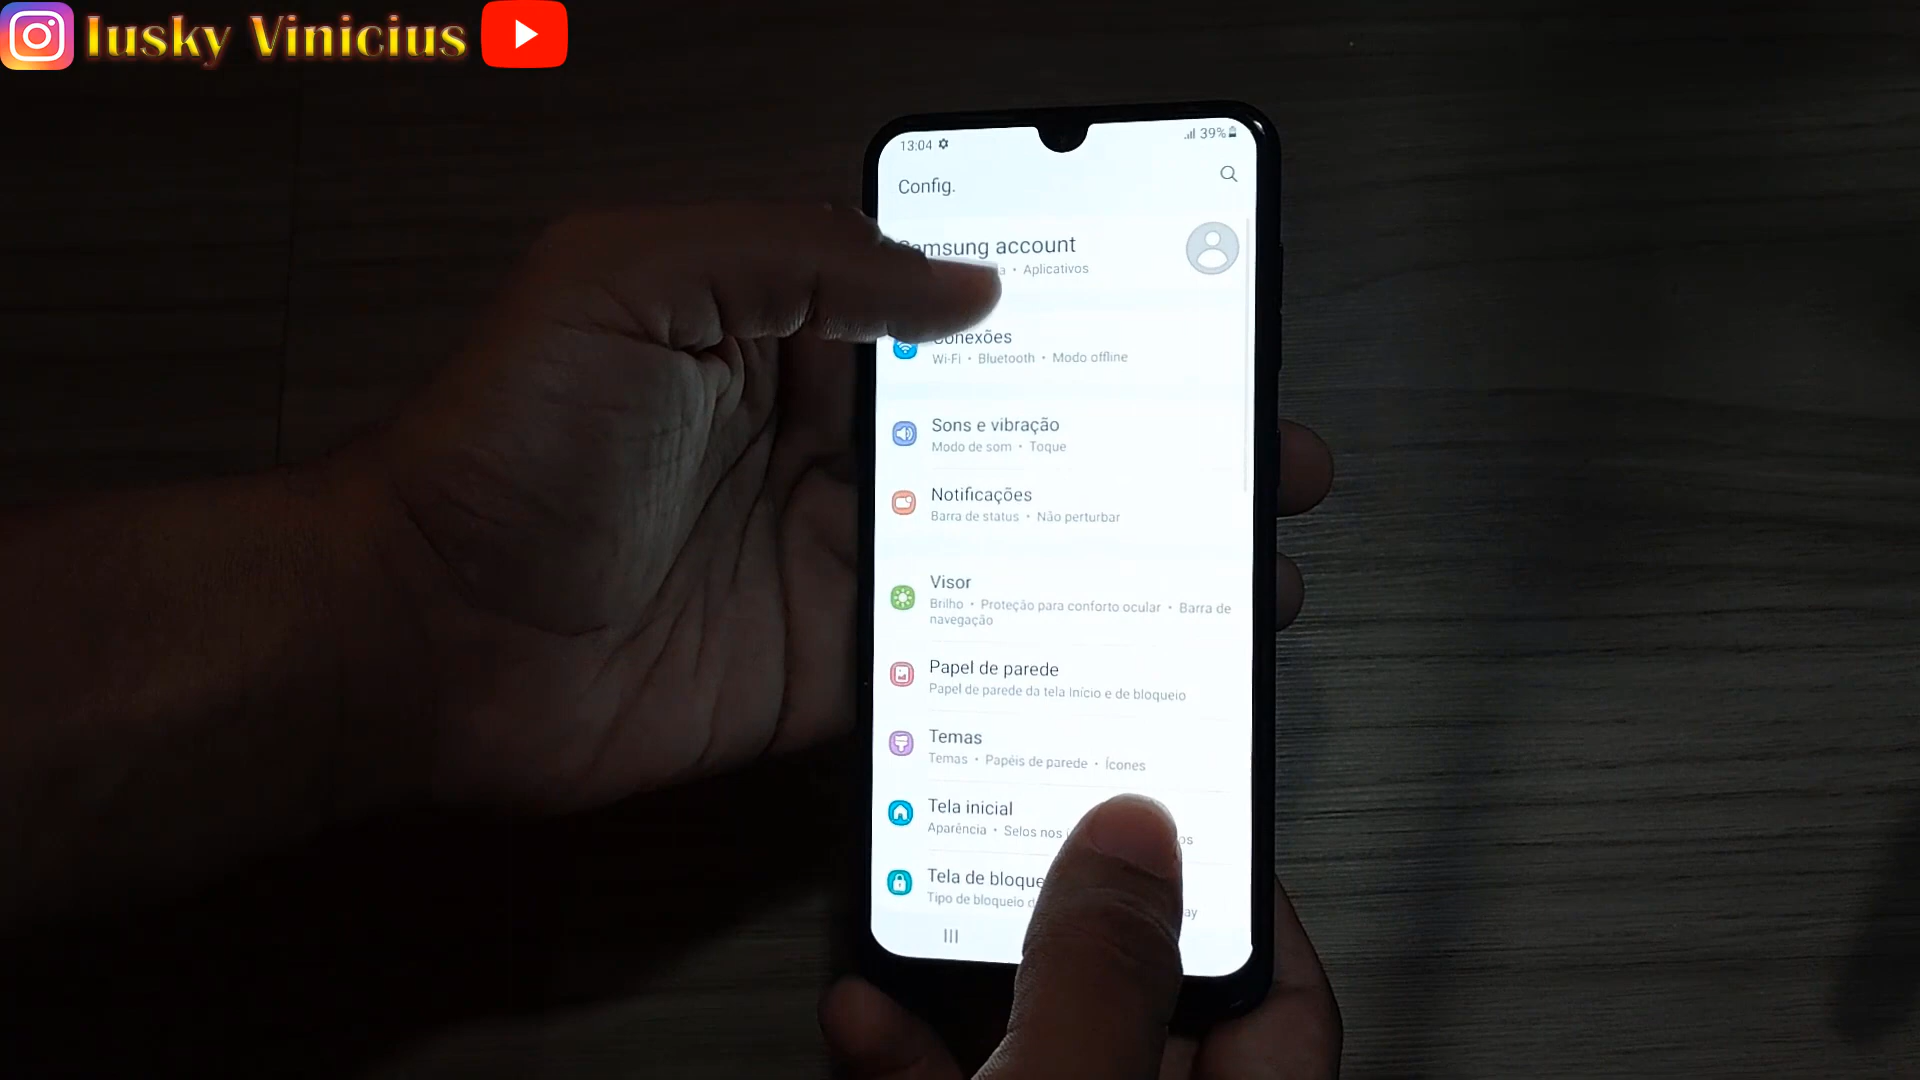 Iusky Vinicius
13:04 39%
Config.
Samsung account
Aplicativos
Conexões
Wi-Fi • Bluetooth • Modo offline
Sons e vibração
Modo de som • Toque
Notificações
Barra de status • Não perturbar
Visor
Brilho • Proteção para conforto ocular • Barra de
navegação
Papel de parede
Papel de parede da tela Início e de bloqueio
Temas
Temas • Papéis de parede • Ícones
Tela inicial
Aparência • Selos nos
Tela de bloque
Tipo de bloqueio